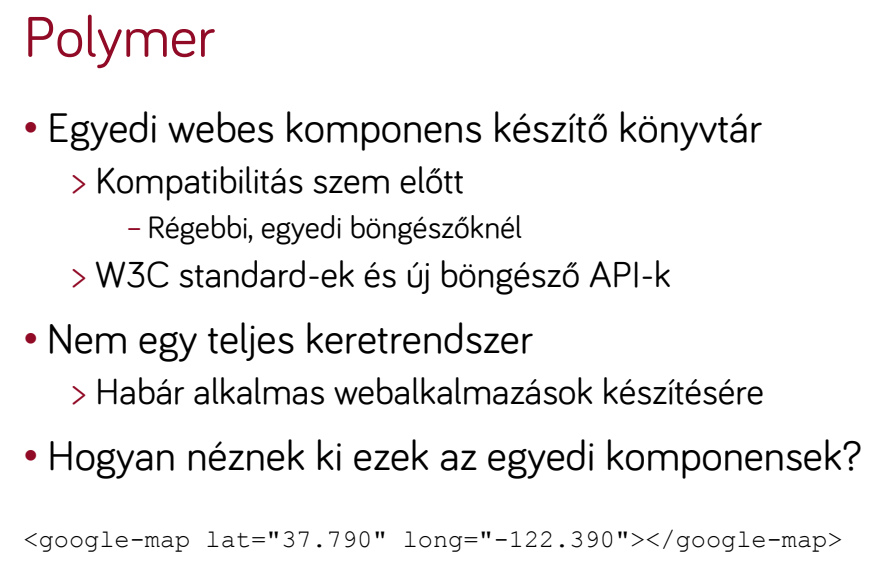 Polymer
• Egyedi webes komponens készítő könyvtár
> Kompatibilitás szem előtt
– Régebbi, egyedi böngészőknél
> W3C standard-ek és új böngésző API-k
• Nem egy teljes keretrendszer
> Habár alkalmas webalkalmazások készítésére
• Hogyan néznek ki ezek az egyedi komponensek?
<google-map lat="37.790" long="-122.390"></google-map>